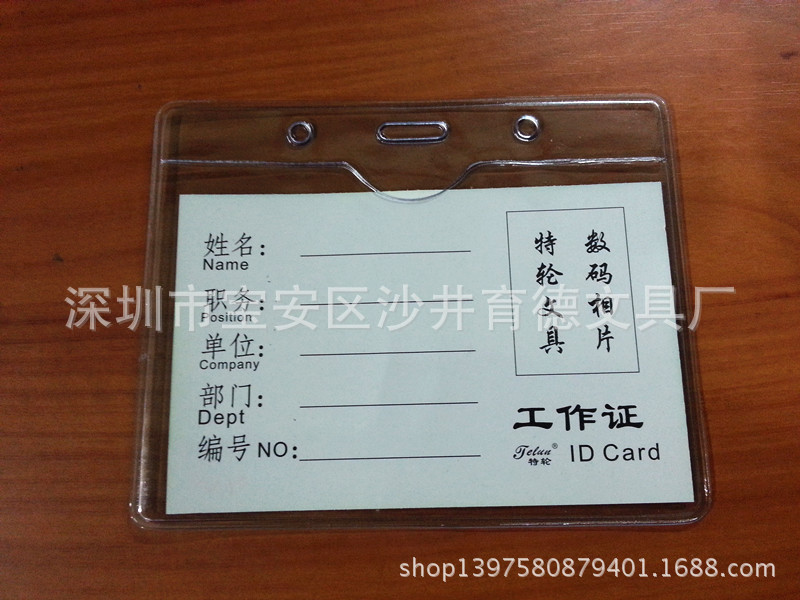 姓名：
Name
职务：
Position
深圳市宝安区沙井育德文具厂
单位：
Company
部门：
Dept
编号NO：
数码相片
特轮文具
工作证
Telun®
特轮
ID Card
shop1397580879401.1688.com